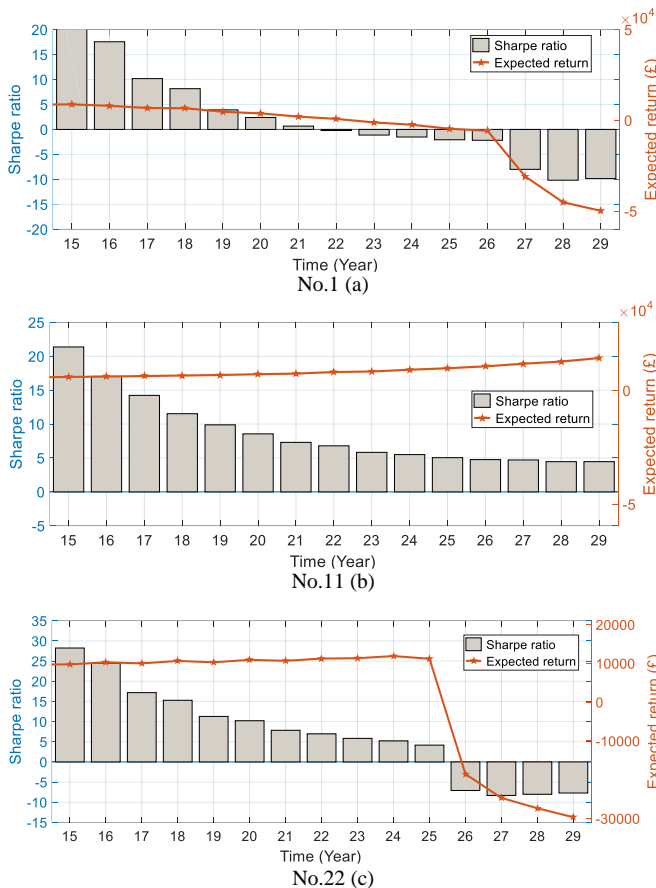 ×10⁴
20
15
10
5
0
-5
-10
-15
-20
Sharpe ratio
Sharpe ratio
Expected return
5
0
-5
Expected return (£)
15 16 17 18 19 20 21 22 23 24 25 26 27 28 29
Time (Year)
No.1 (a)
×10⁴
25
20
15
10
5
0
-5
Sharpe ratio
Sharpe ratio
Expected return
0
-5
Expected return (£)
15 16 17 18 19 20 21 22 23 24 25 26 27 28 29
Time (Year)
No.11 (b)
35
30
25
20
15
10
5
0
-5
-10
-15
Sharpe ratio
Sharpe ratio
Expected return
20000
10000
0
-10000
-30000
Expected return (£)
15 16 17 18 19 20 21 22 23 24 25 26 27 28 29
Time (Year)
No.22 (c)